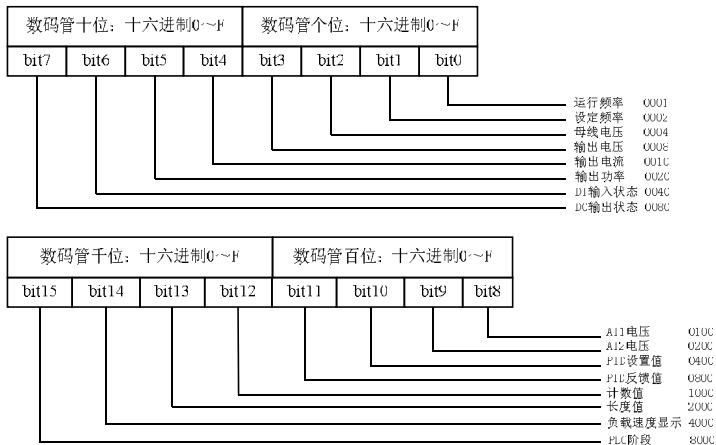 数码管十位：十六进制0～F 数码管个位：十六进制0～F
bit7 bit6 bit5 bit4 bit3 bit2 bit1 bit0
运行频率 0001
设定频率 0002
母线电压 0004
输出电压 0008
输出电流 0010
输出功率 0020
DI输入状态 0040
DO输出状态 0080
数码管千位：十六进制0～F 数码管百位：十六进制0～F
bit15 bit14 bit13 bit12 bit11 bit10 bit9 bit8
AI1电压 0100
AI2电压 0200
PID设置值 0400
PID反馈值 0800
计数值 1000
长度值 2000
负载速度显示 4000
PLC阶段 8000